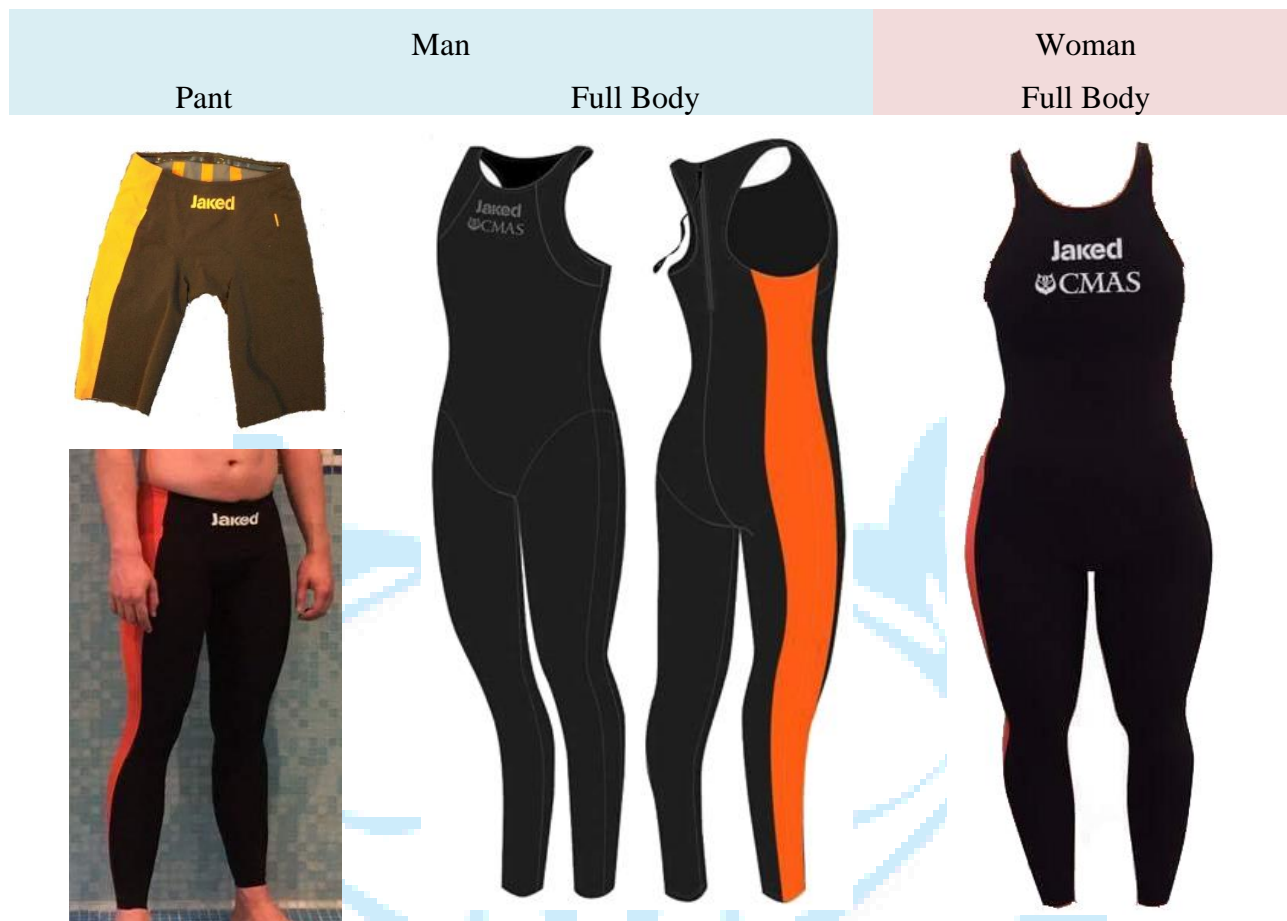 Man
Woman
Pant
Full Body
Full Body
Jaked
Jaked
CMAS
Jaked
CMAS
Jaked